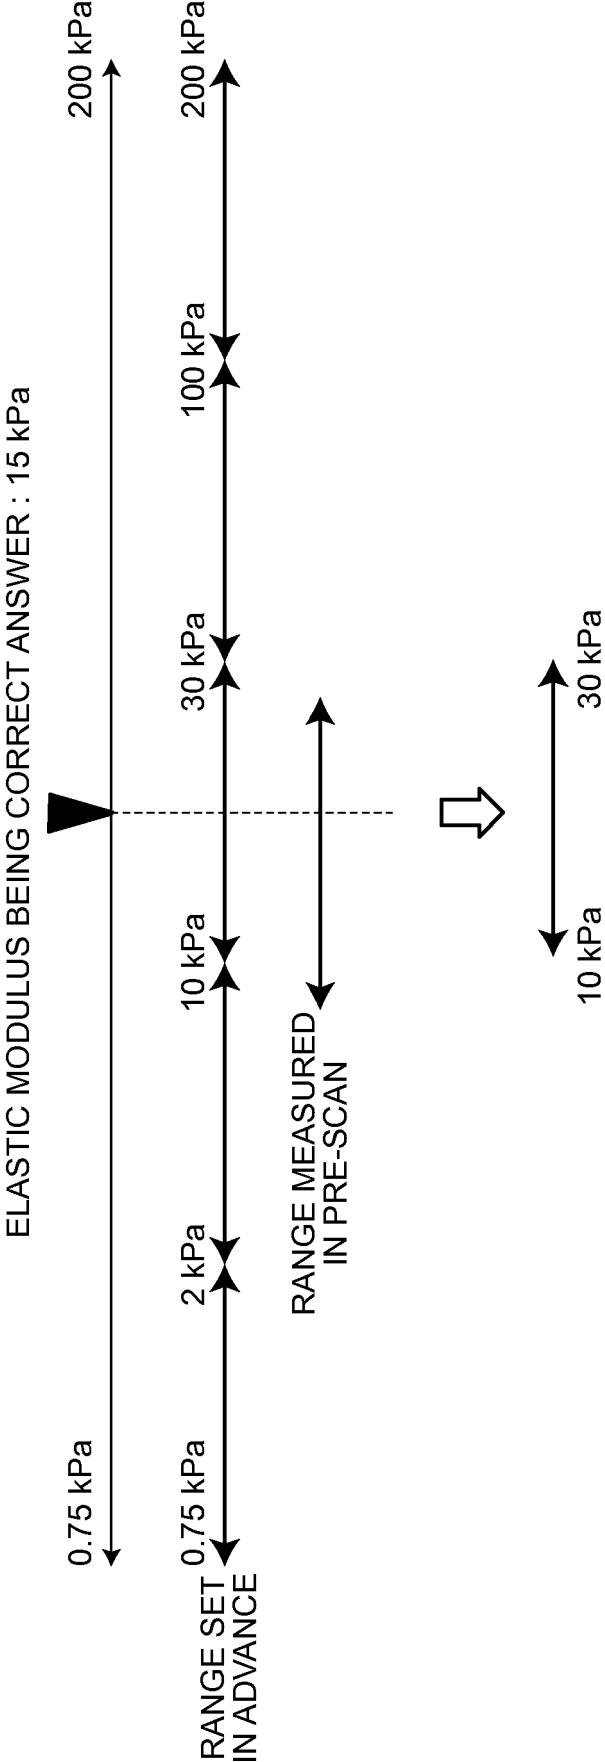 ELASTIC MODULUS BEING CORRECT ANSWER : 15 kPa
0.75 kPa
200 kPa
RANGE SET
IN ADVANCE
0.75 kPa
2 kPa
10 kPa
30 kPa
100 kPa
200 kPa
RANGE MEASURED
IN PRE-SCAN
10 kPa
30 kPa